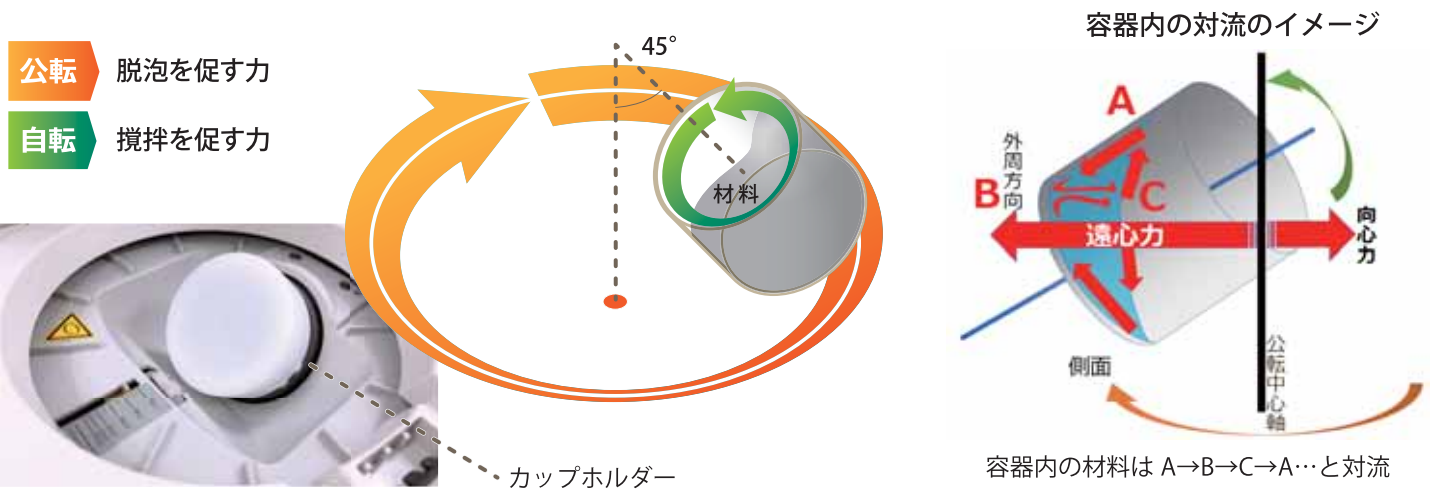 公転 脱泡を促す力
自転 撹拌を促す力
45°
材料
カップホルダー
容器内の対流のイメージ
A
外周方向
B
C
遠心力
向心力
側面
公転中心軸
容器内の材料は A→B→C→A…と対流